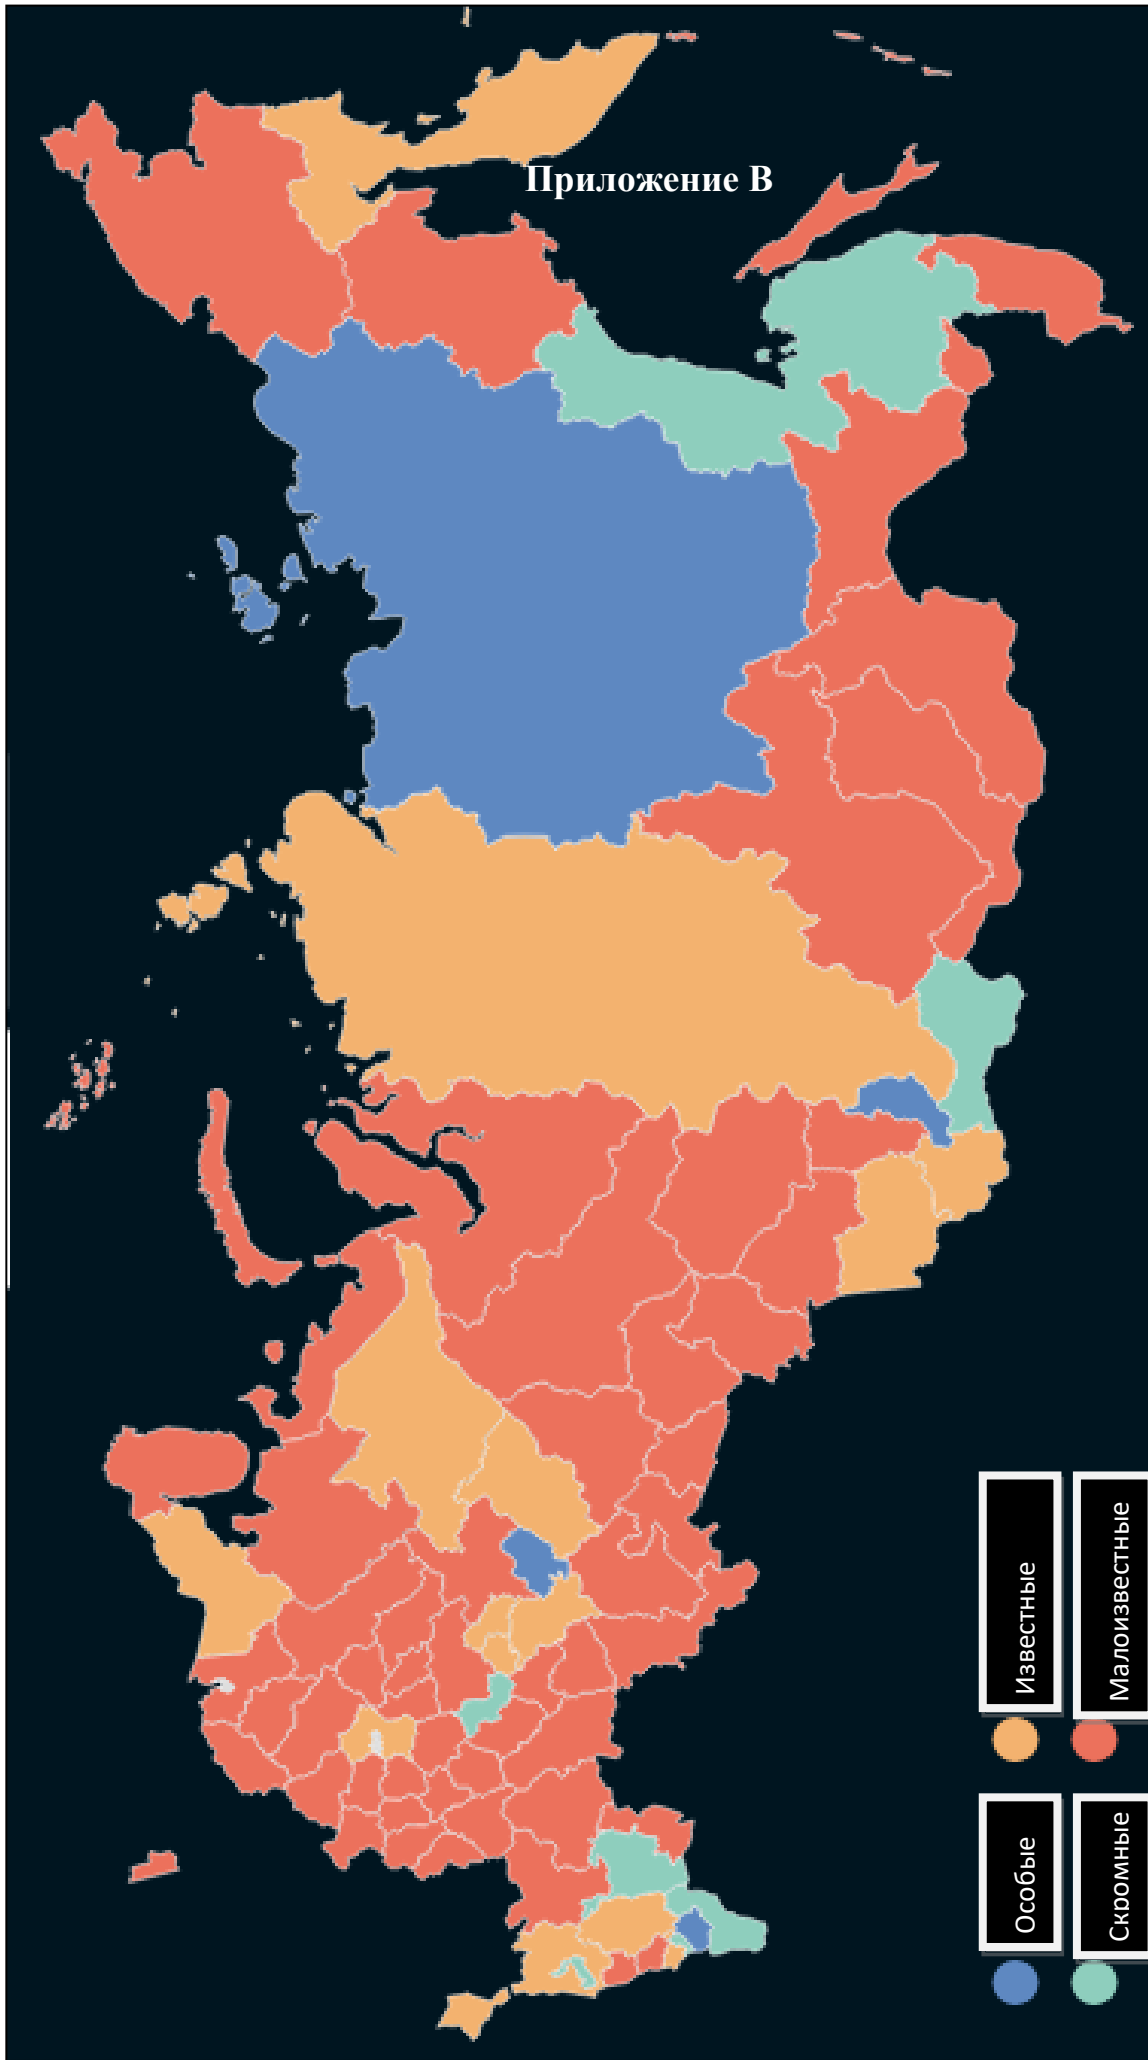 Приложение В
Особые
Известные
Скромные
Малоизвестные